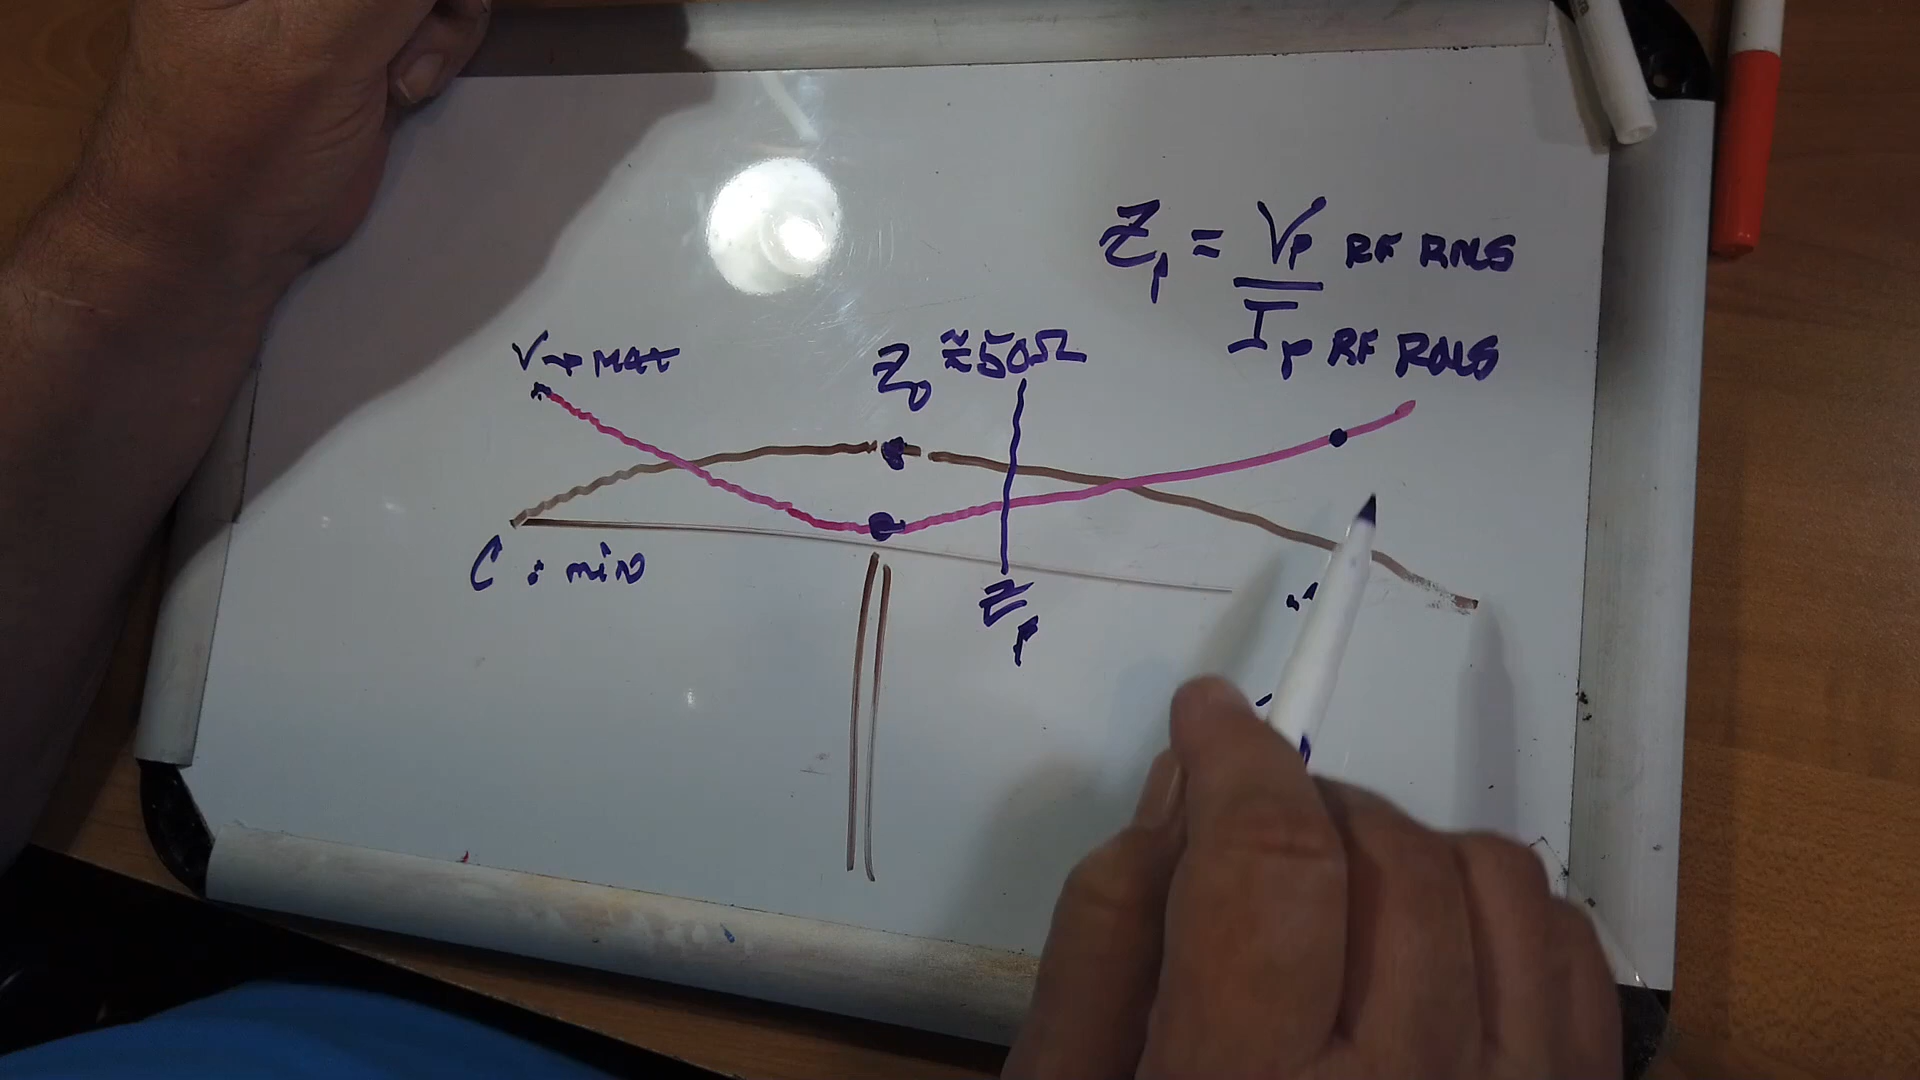 Zp = Vp RF RMS
Ip RF RMS
V→ MAX
Z0 ≈50Ω
C : min
Zp